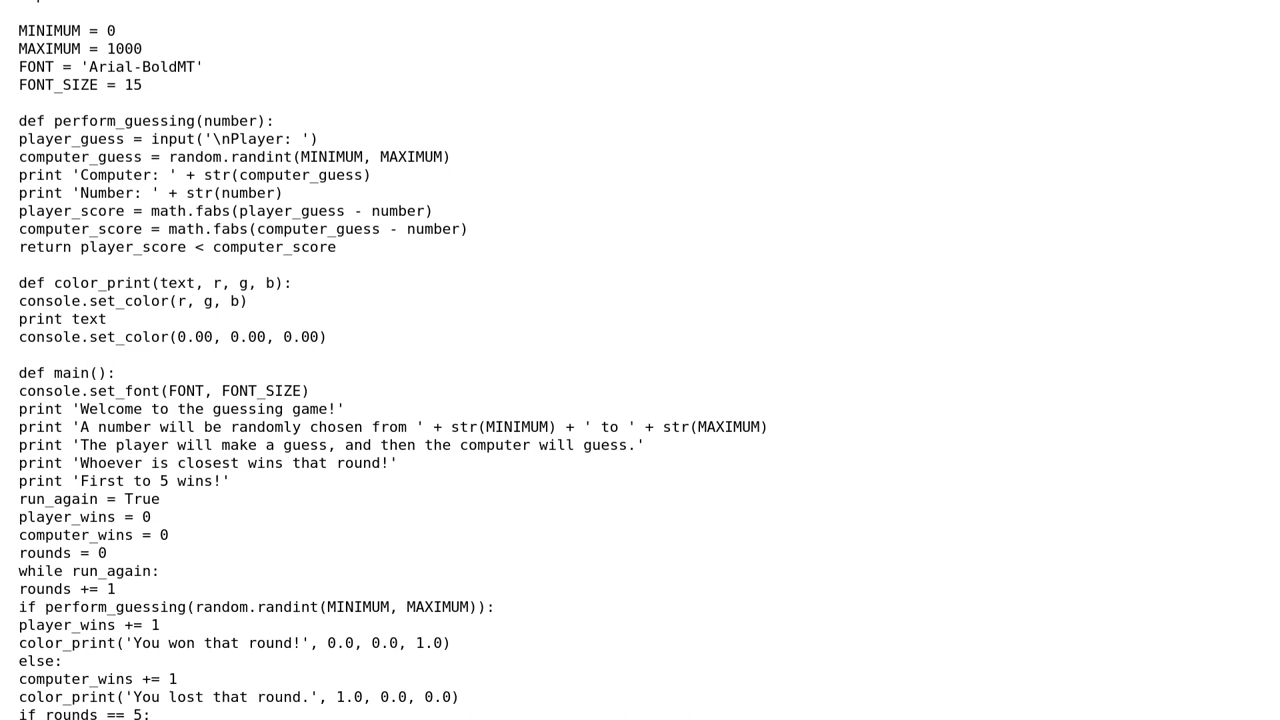 MINIMUM = 0
MAXIMUM = 1000
FONT = 'Arial-BoldMT'
FONT_SIZE = 15
def perform_guessing(number):
player_guess = input('\nPlayer: ')
computer_guess = random.randint(MINIMUM, MAXIMUM)
print 'Computer: ' + str(computer_guess)
print 'Number: ' + str(number)
player_score = math.fabs(player_guess - number)
computer_score = math.fabs(computer_guess - number)
return player_score < computer_score
def color_print(text, r, g, b):
console.set_color(r, g, b)
print text
console.set_color(0.00, 0.00, 0.00)
def main():
console.set_font(FONT, FONT_SIZE)
print 'Welcome to the guessing game!'
print 'A number will be randomly chosen from ' + str(MINIMUM) + ' to ' + str(MAXIMUM)
print 'The player will make a guess, and then the computer will guess.'
print 'Whoever is closest wins that round!'
print 'First to 5 wins!'
run_again = True
player_wins = 0
computer_wins = 0
rounds = 0
while run_again:
rounds += 1
if perform_guessing(random.randint(MINIMUM, MAXIMUM)):
player_wins += 1
color_print('You won that round!', 0.0, 0.0, 1.0)
else:
computer_wins += 1
color_print('You lost that round.', 1.0, 0.0, 0.0)
if rounds == 5: